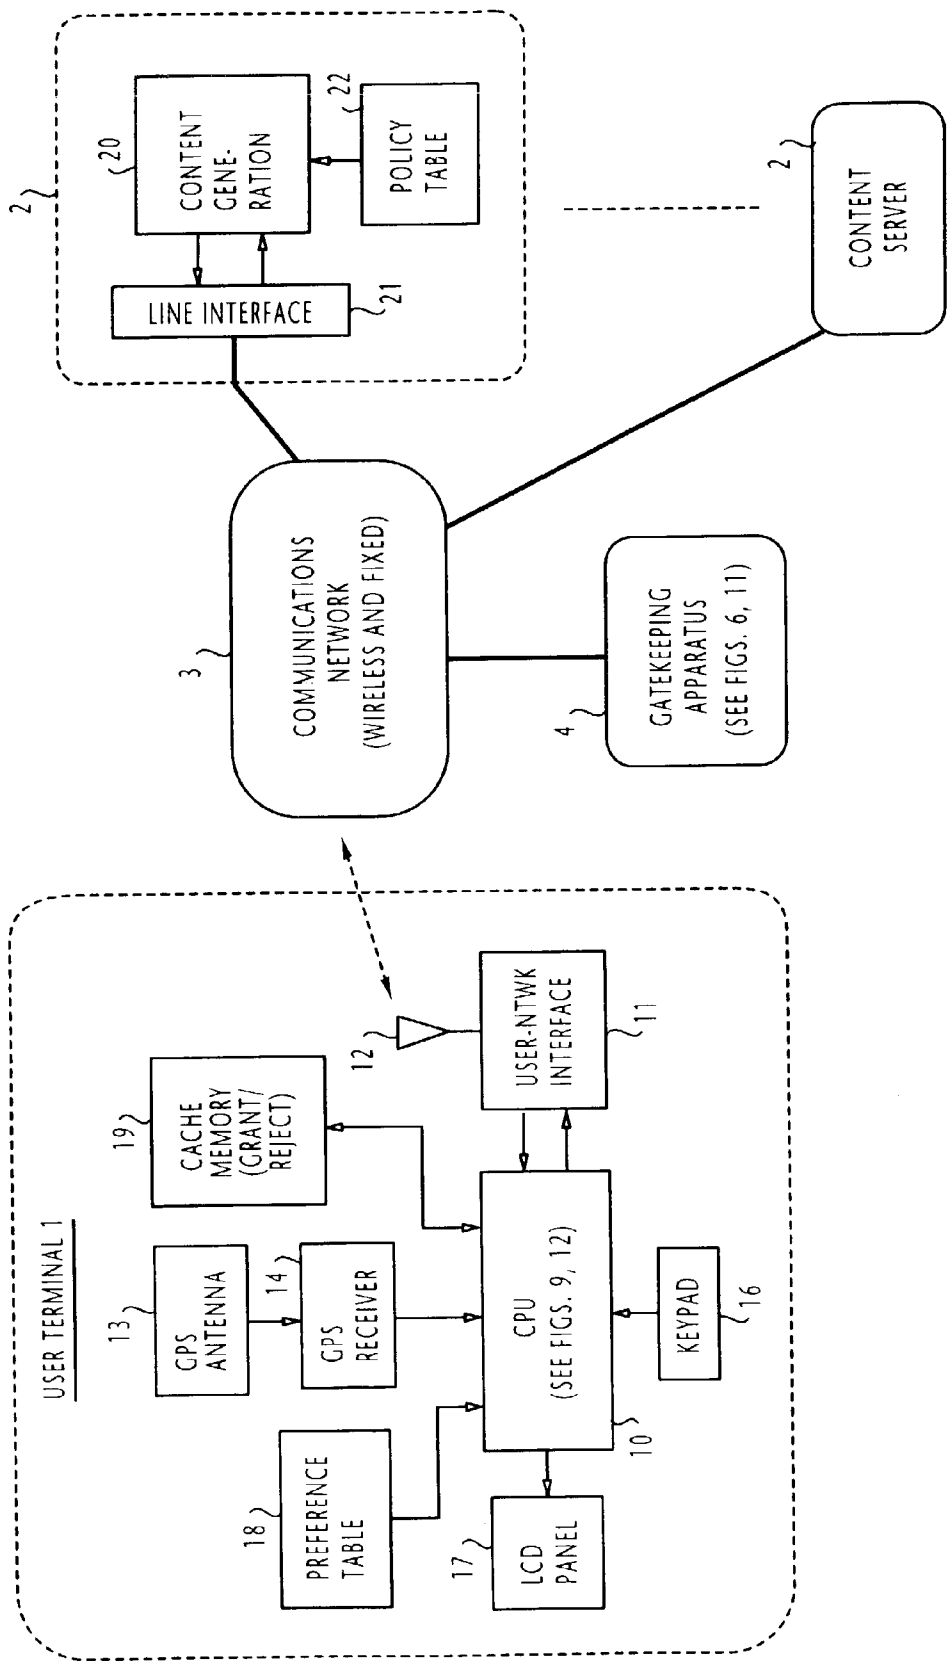 USER TERMINAL 1
18
PREFERENCE
TABLE
13
GPS
ANTENNA
14
GPS
RECEIVER
19
CACHE
MEMORY
(GRANT/
REJECT)
12
17
LCD
PANEL
10
CPU
(SEE FIGS. 9, 12)
USER-NTWK
INTERFACE
11
KEYPAD
16
3
COMMUNICATIONS
NETWORK
(WIRELESS AND FIXED)
4
GATEKEEPING
APPARATUS
(SEE FIGS. 6, 11)
2
LINE INTERFACE
21
20
CONTENT
GENE-
RATION
22
POLICY
TABLE
2
CONTENT
SERVER